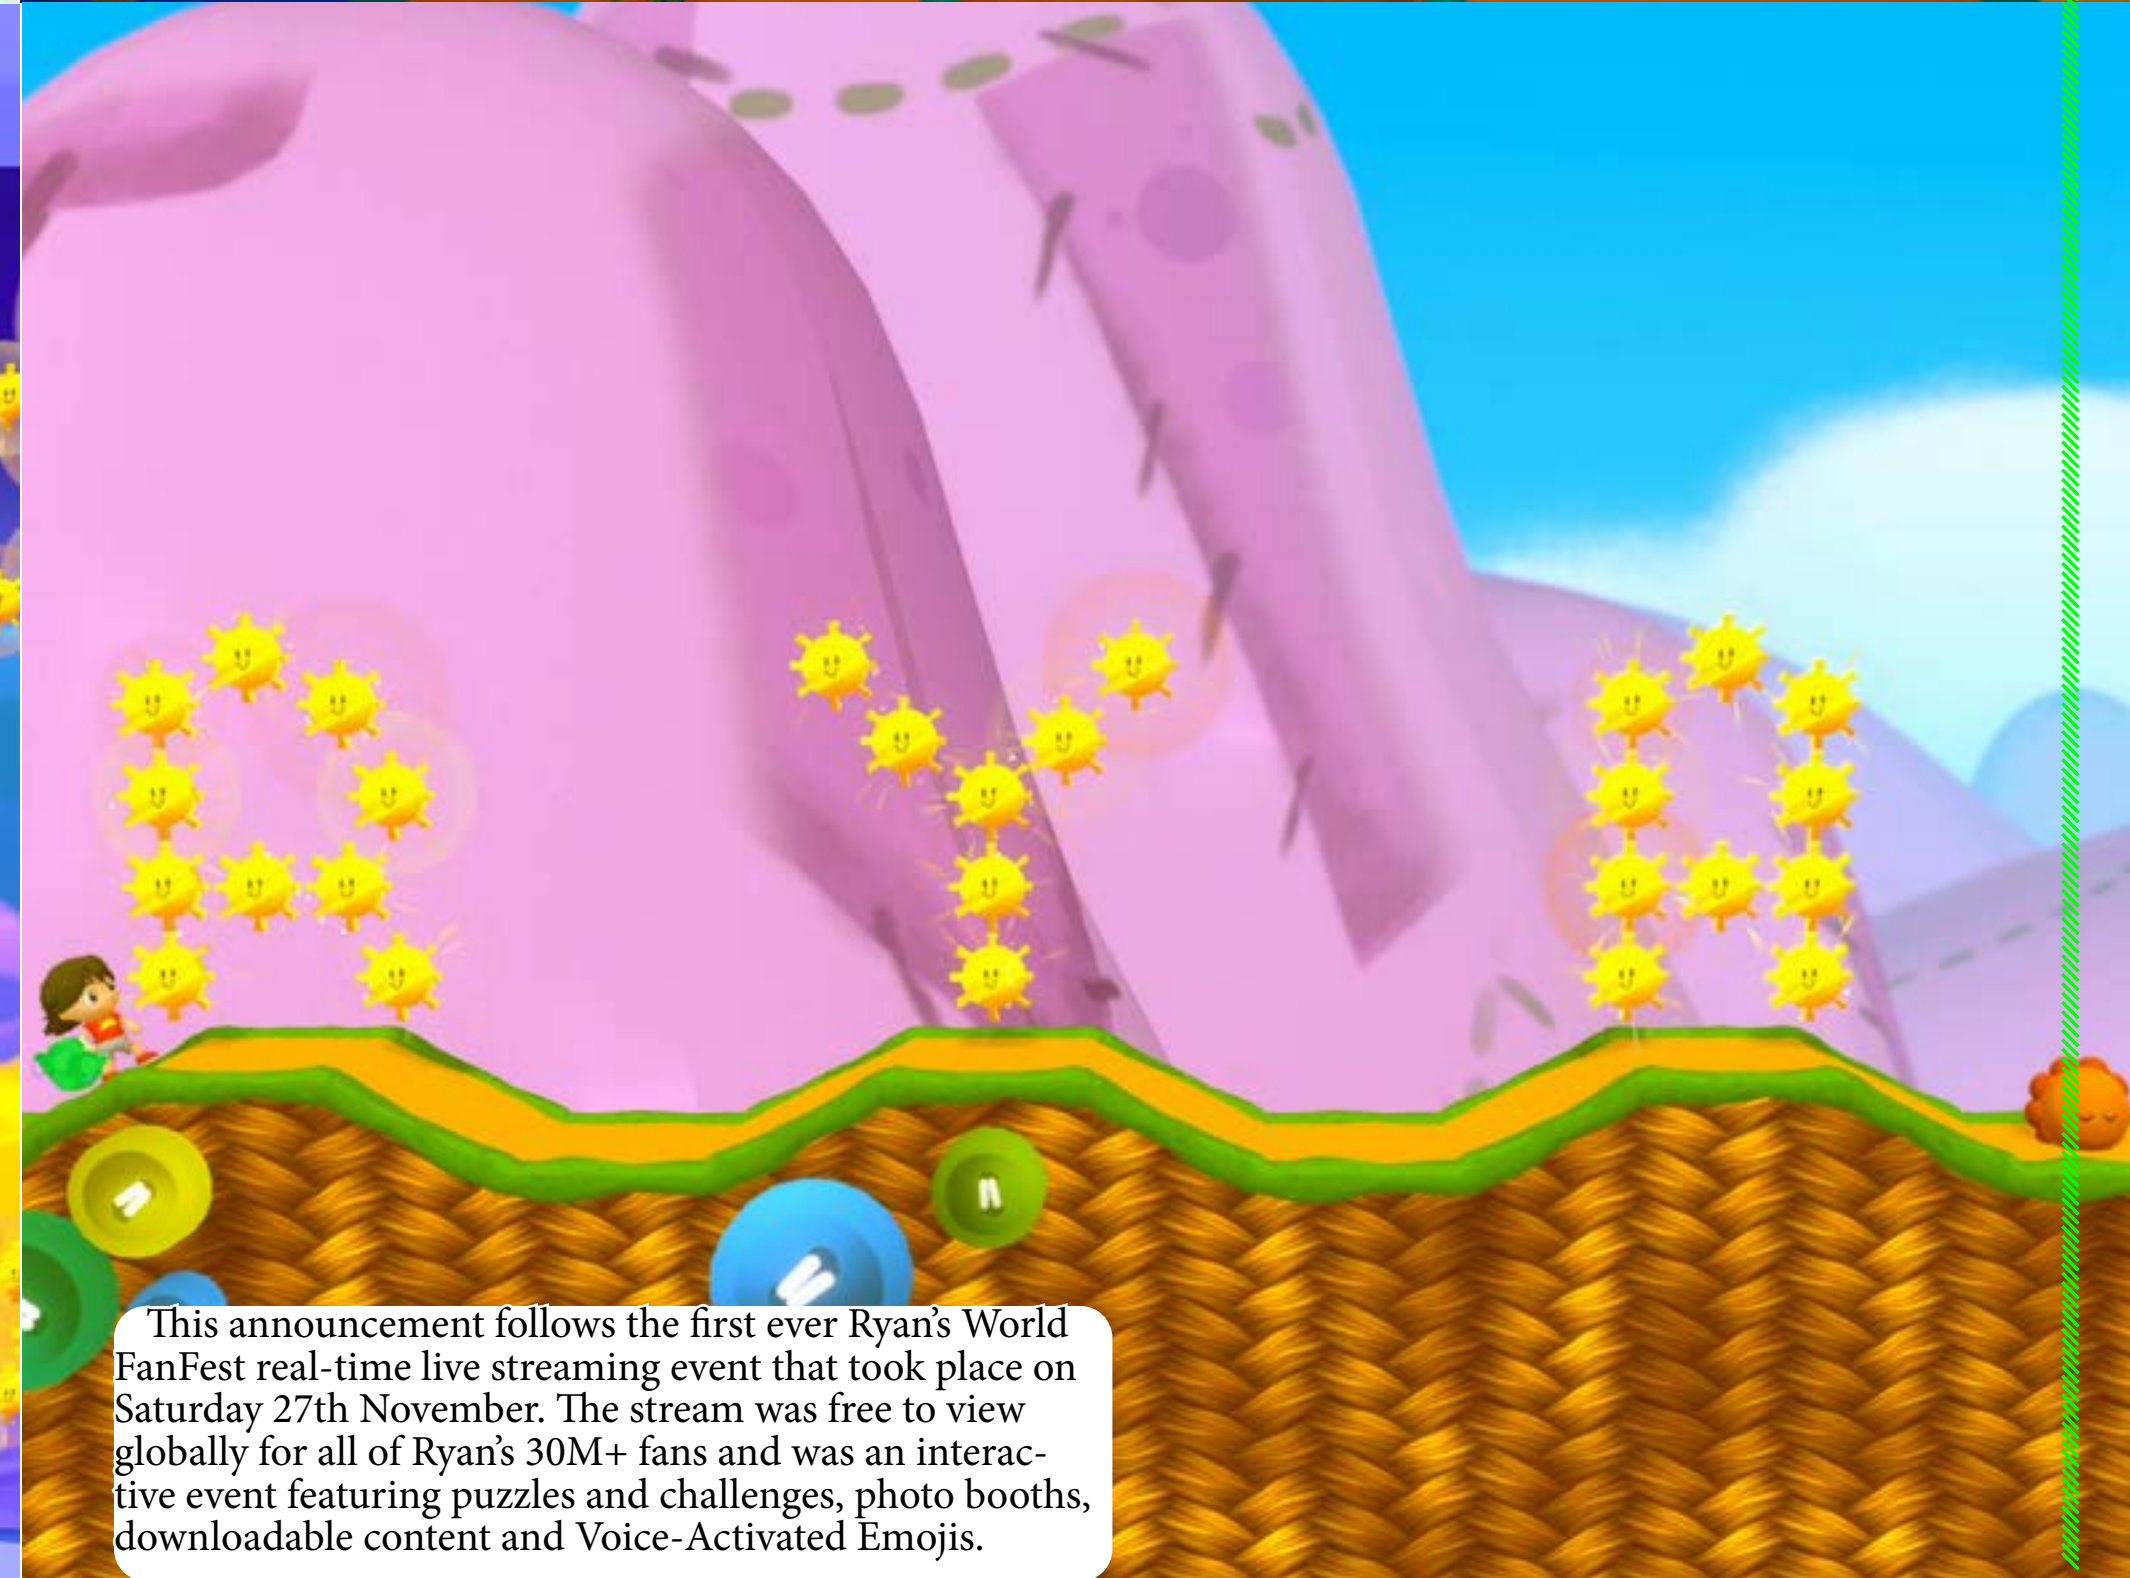 R Y A
This announcement follows the first ever Ryan’s World
FanFest real-time live streaming event that took place on
Saturday 27th November. The stream was free to view
globally for all of Ryan’s 30M+ fans and was an interac-
tive event featuring puzzles and challenges, photo booths,
downloadable content and Voice-Activated Emojis.